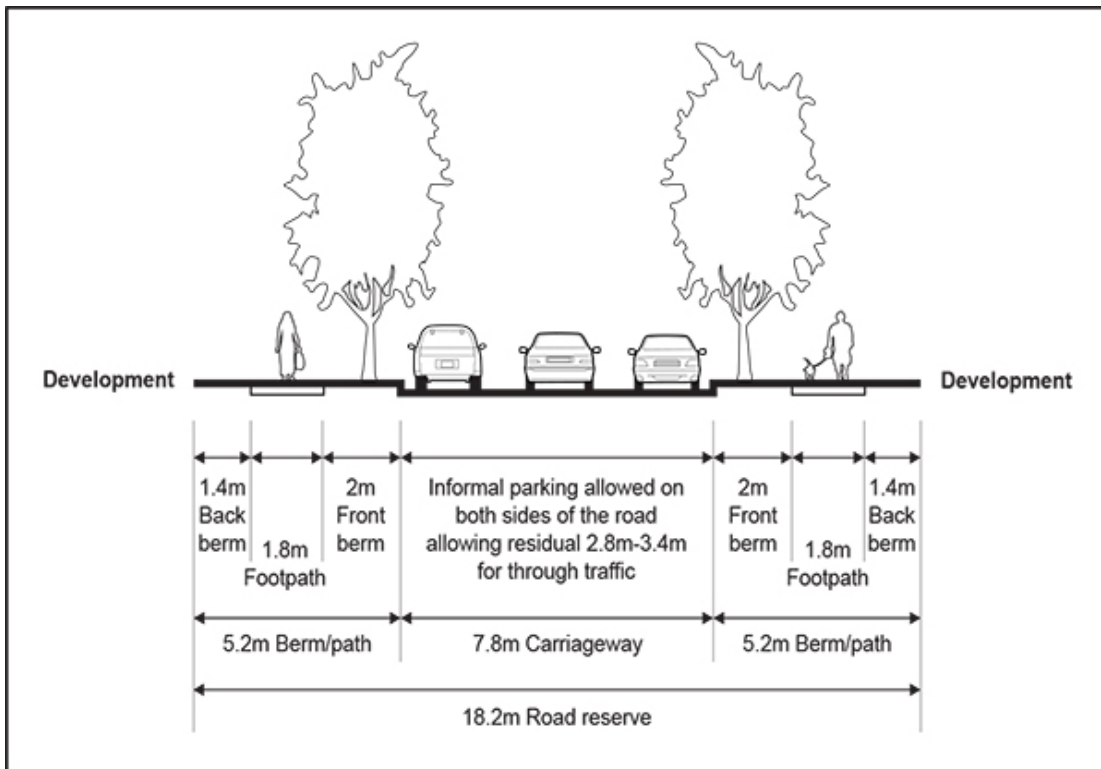 Development
Development
1.4m
Back
berm
1.8m
Footpath
2m
Front
berm
Informal parking allowed on
both sides of the road
allowing residual 2.8m-3.4m
for through traffic
2m
Front
berm
1.8m
Footpath
1.4m
Back
berm
5.2m Berm/path
7.8m Carriageway
5.2m Berm/path
18.2m Road reserve